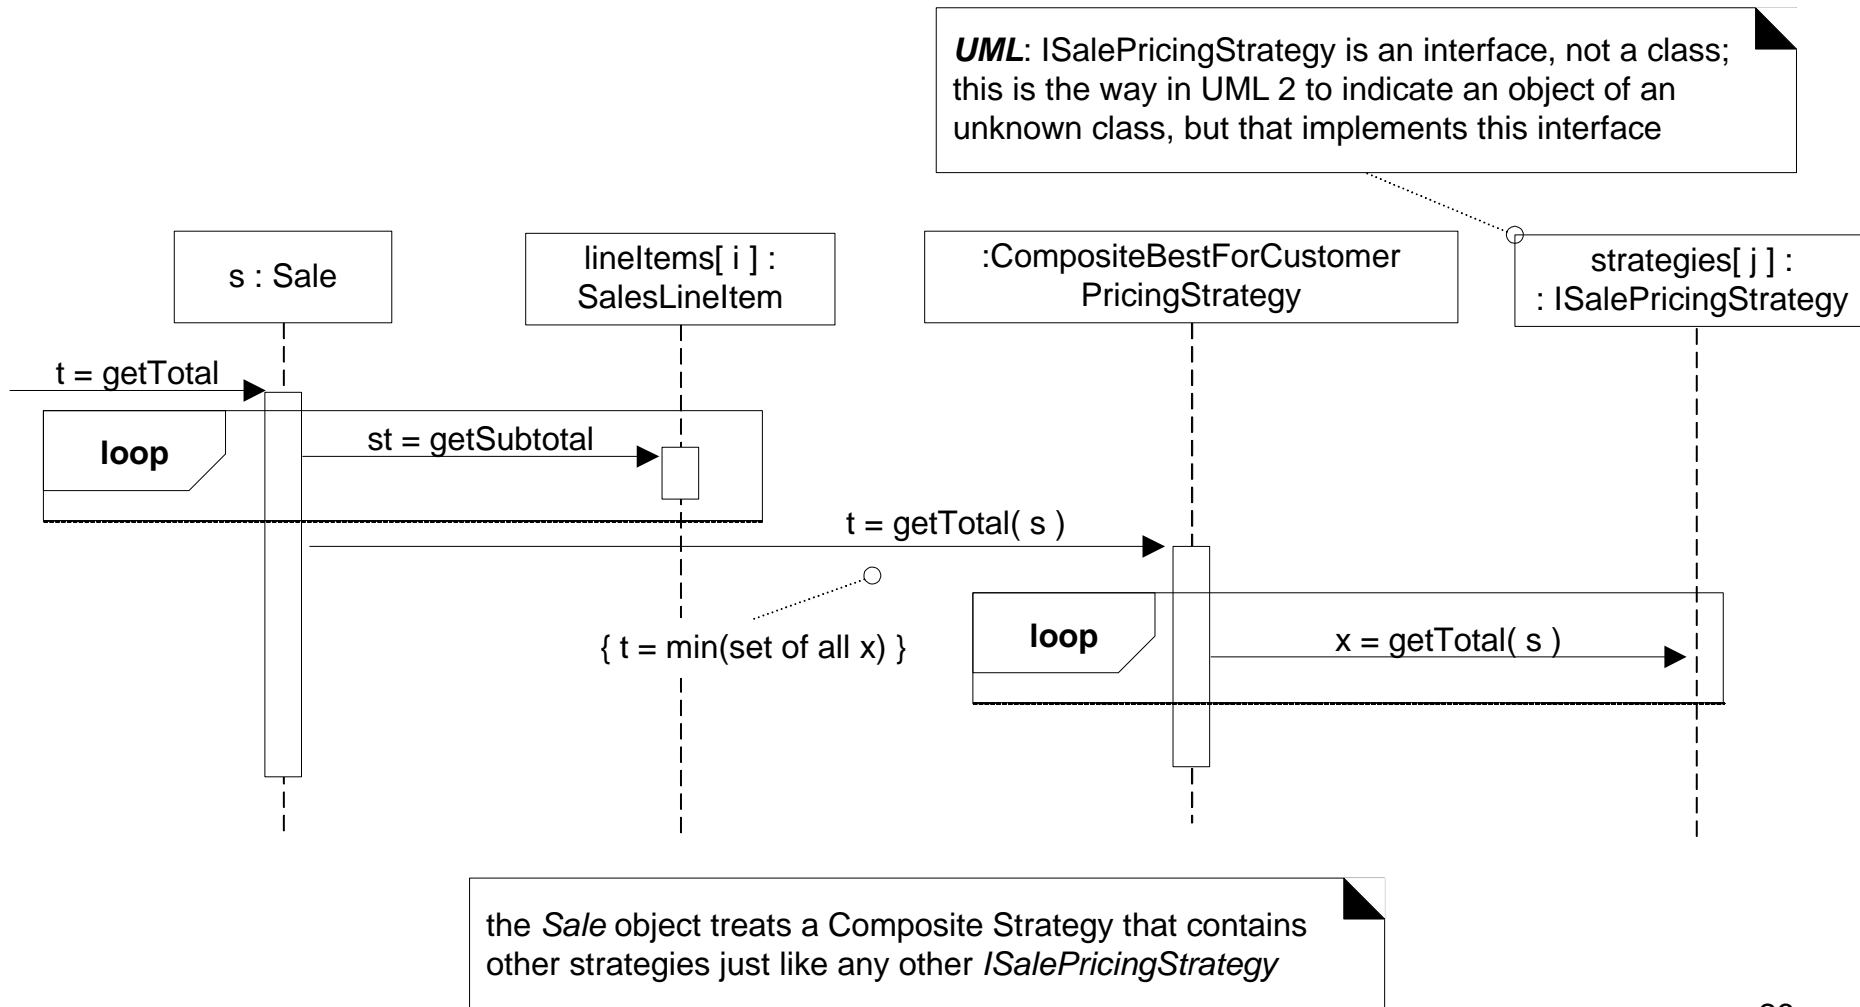 UML: ISalePricingStrategy is an interface, not a class;
this is the way in UML 2 to indicate an object of an
unknown class, but that implements this interface
s : Sale
lineItems[ i ] :
SalesLineItem
:CompositeBestForCustomer
PricingStrategy
strategies[ j ] :
: ISalePricingStrategy
t = getTotal
loop
st = getSubtotal
t = getTotal( s )
{ t = min(set of all x) }
loop
x = getTotal( s )
the Sale object treats a Composite Strategy that contains
other strategies just like any other ISalePricingStrategy